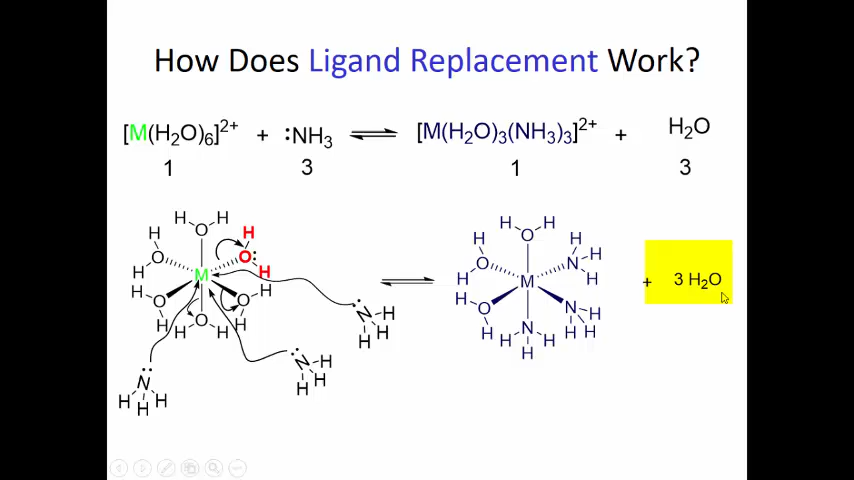 How Does Ligand Replacement Work?
[M(H₂O)₆]²⁺ + :NH₃ ⇌ [M(H₂O)₃(NH₃)₃]²⁺ + H₂O
1 3 1 3
H H H H
O O
H H H H H
O O: N H
H H H H
M M + 3 H₂O
H O O H H O N H
H O H H N H H
H H N H H H
N H H
N H H
H H H